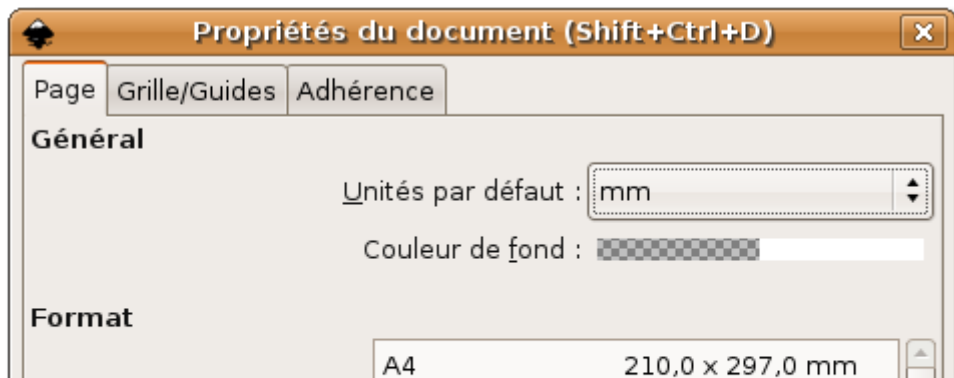 Propriétés du document (Shift+Ctrl+D)
Page Grille/Guides Adhérence
Général
Unités par défaut : mm
Couleur de fond :
Format
A4 210,0 x 297,0 mm